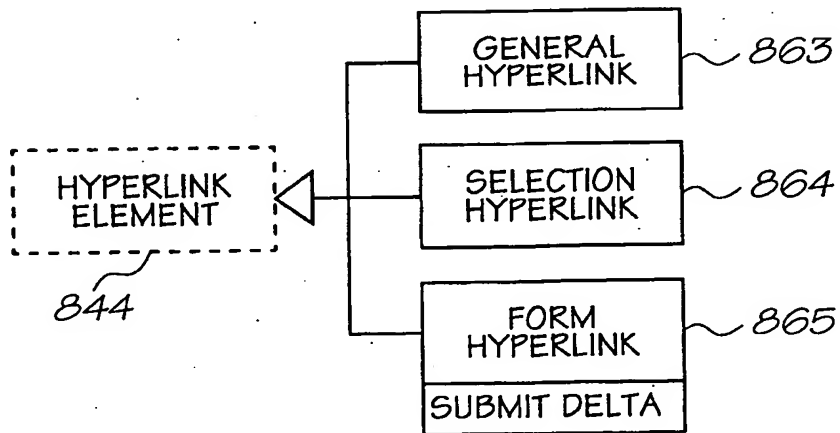 GENERAL
HYPERLINK
863
HYPERLINK
ELEMENT
844
SELECTION
HYPERLINK
864
FORM
HYPERLINK
865
SUBMIT DELTA